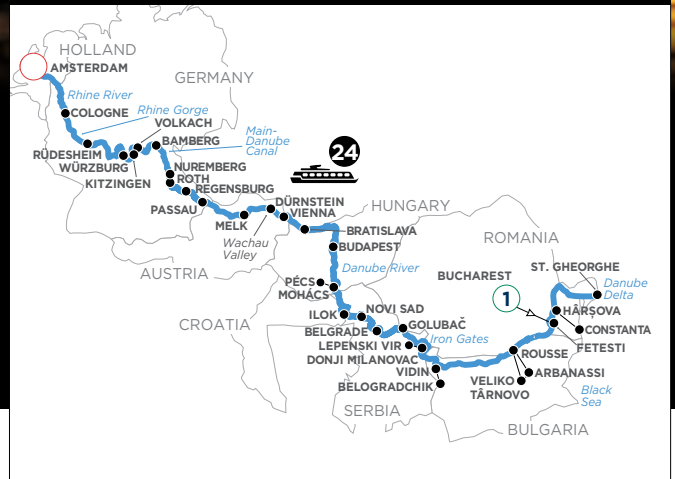 HOLLAND
AMSTERDAM
GERMANY
Rhine River
COLOGNE
Rhine Gorge
VOLKACH
BAMBERG
Main-
Danube
Canal
RÜDESHEIM
WÜRZBURG
KITZINGEN
NUREMBERG
ROTH
REGENSBURG
24
PASSAU
MELK
DÜRNSTEIN
VIENNA
Wachau
Valley
HUNGARY
BRATISLAVA
ROMANIA
BUDAPEST
AUSTRIA
Danube River
BUCHAREST
ST. GHEORGHE
Danube
Delta
PÉCS
MOHÁCS
1
HÂRȘOVA
CROATIA
ILOK
NOVI SAD
CONSTANTA
BELGRADE
GOLUBAČ
Iron Gates
FETESTI
LEPENSKI VIR
DONJI MILANOVAC
ROUSSE
VIDIN
ARBANASSI
BELOGRADCHIK
VELIKO
TÂRNOVO
Black
Sea
SERBIA
BULGARIA